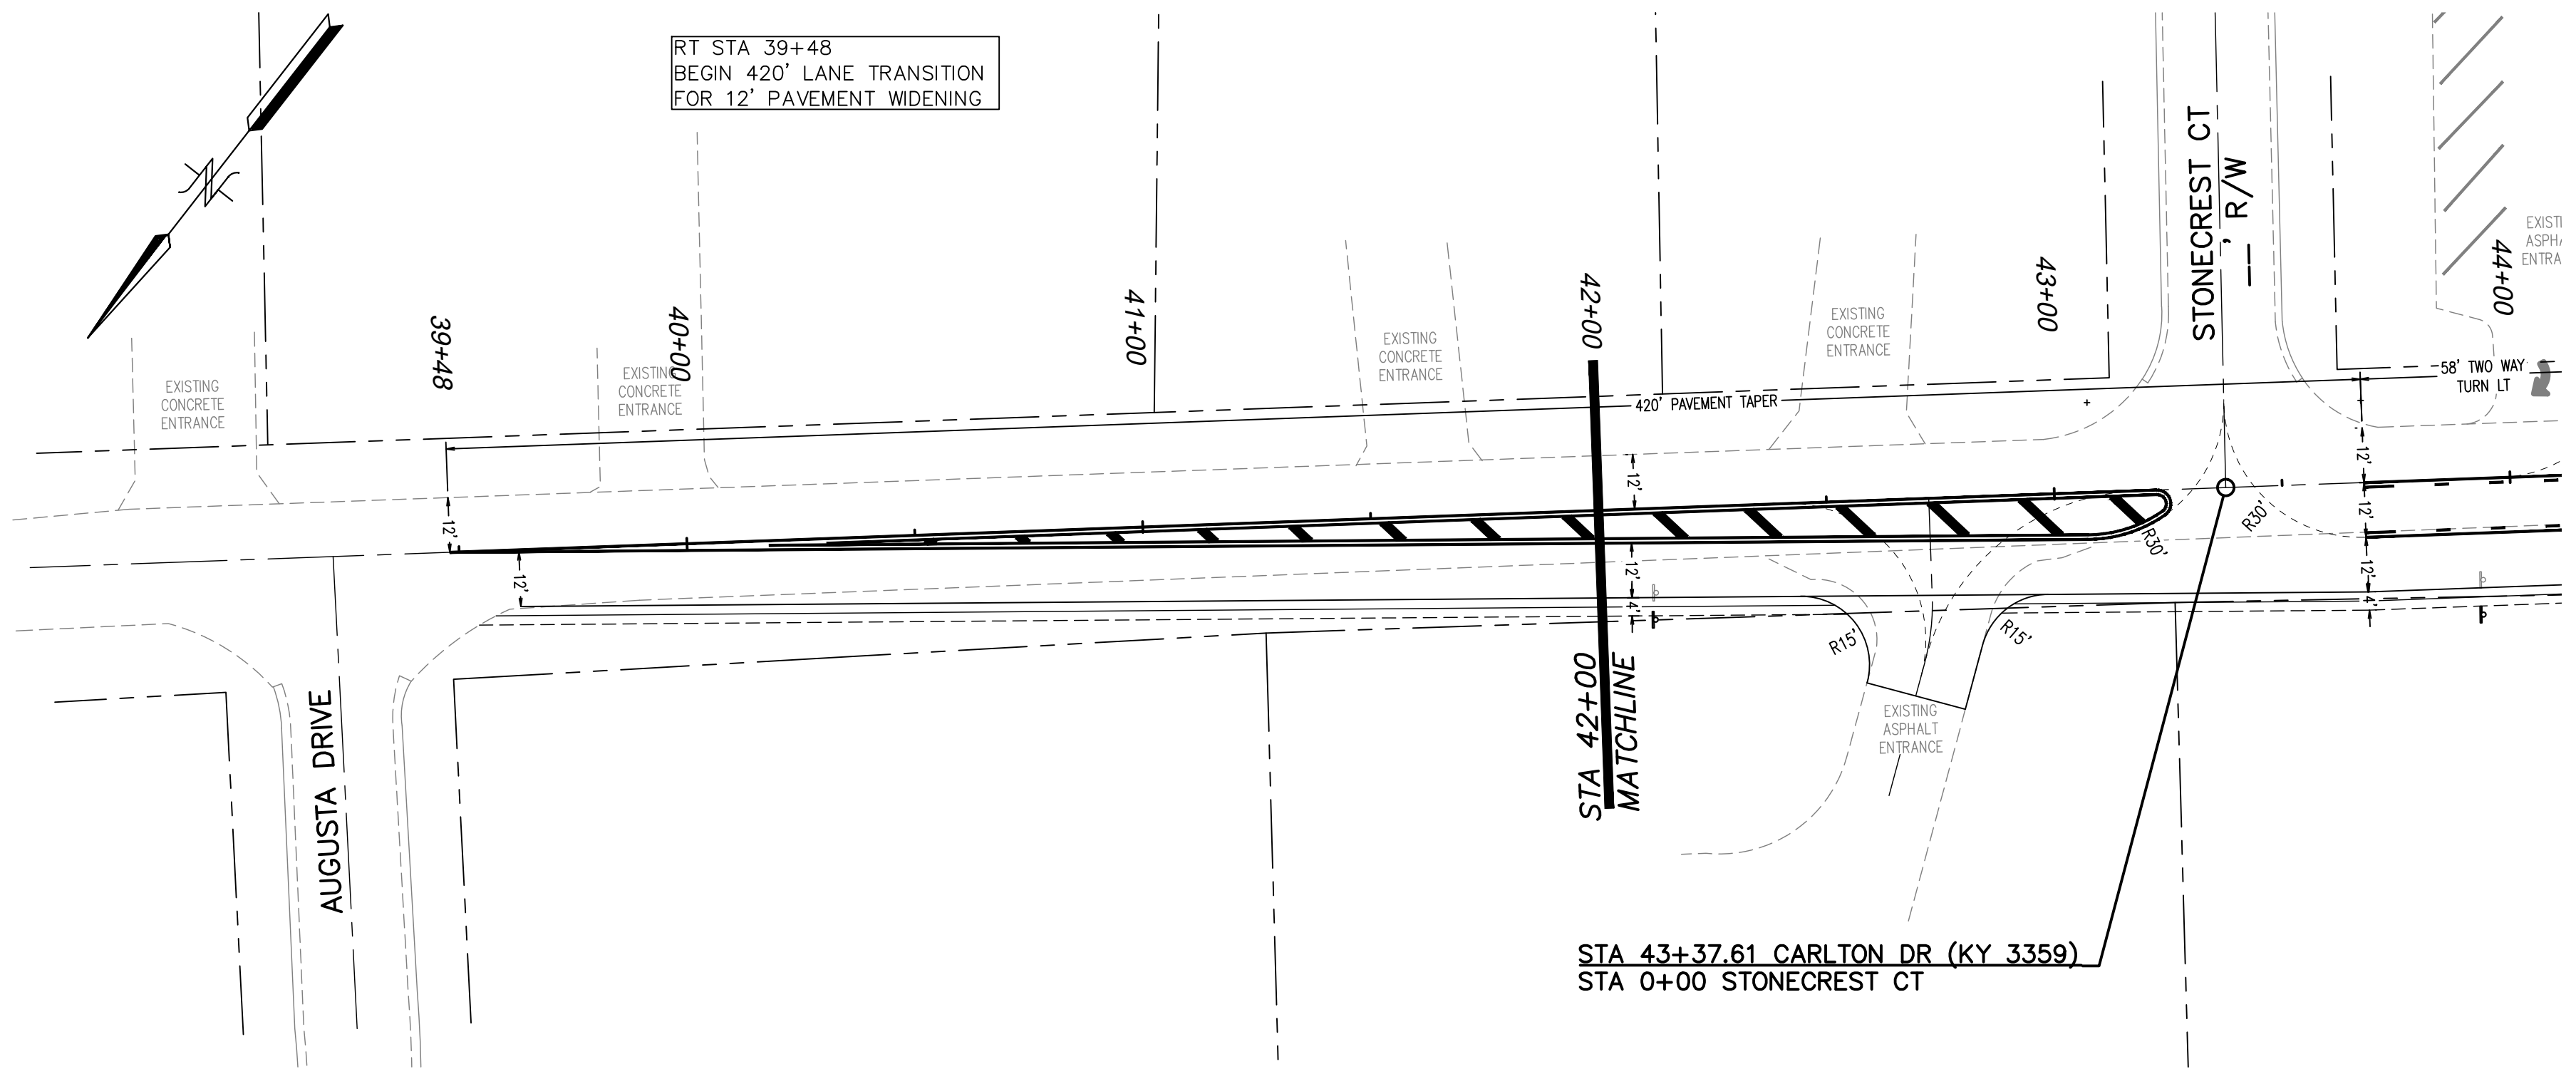 RT STA 39+48
BEGIN 420' LANE TRANSITION
FOR 12' PAVEMENT WIDENING
STONECREST CT
__' R/W
39+48
40+00
41+00
42+00
43+00
44+00
EXISTING
CONCRETE
ENTRANCE
EXISTING
CONCRETE
ENTRANCE
EXISTING
CONCRETE
ENTRANCE
EXISTING
CONCRETE
ENTRANCE
EXISTI
ASPH
ENTRA
420' PAVEMENT TAPER
58' TWO WAY
TURN LT
12'
12'
12'
12'
4'
12'
12'
12'
4'
R30'
R30'
R15'
R15'
EXISTING
ASPHALT
ENTRANCE
STA 42+00
MATCHLINE
AUGUSTA DRIVE
STA 43+37.61 CARLTON DR (KY 3359)
STA 0+00 STONECREST CT